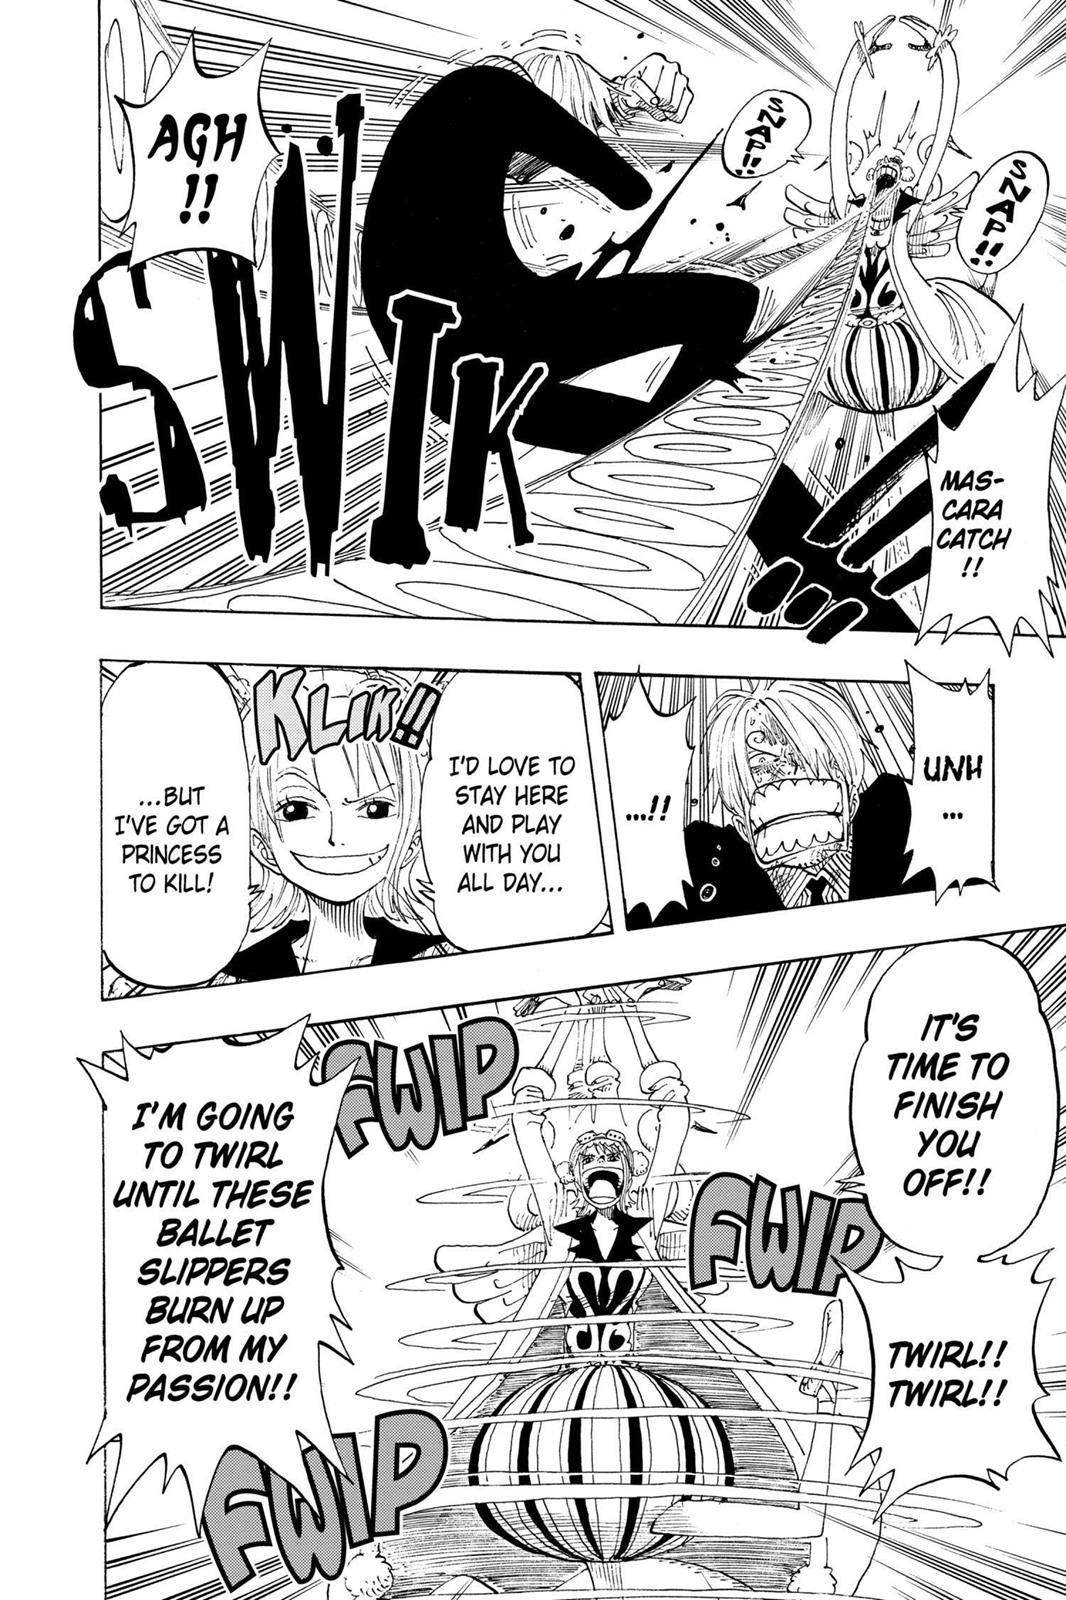 SNAP!!
SNAP!!
MAS-
CARA
CATCH
!!
AGH
!!
SWIK
UNH
...
...!!
I'D LOVE TO
STAY HERE
AND PLAY
WITH YOU
ALL DAY...
KLIK!!
...BUT
I'VE GOT A
PRINCESS
TO KILL!
IT'S
TIME TO
FINISH
YOU
OFF!!
TWIRL!!
TWIRL!!
FWIP
FWIP
FWIP
I'M GOING
TO TWIRL
UNTIL THESE
BALLET
SLIPPERS
BURN UP
FROM MY
PASSION!!